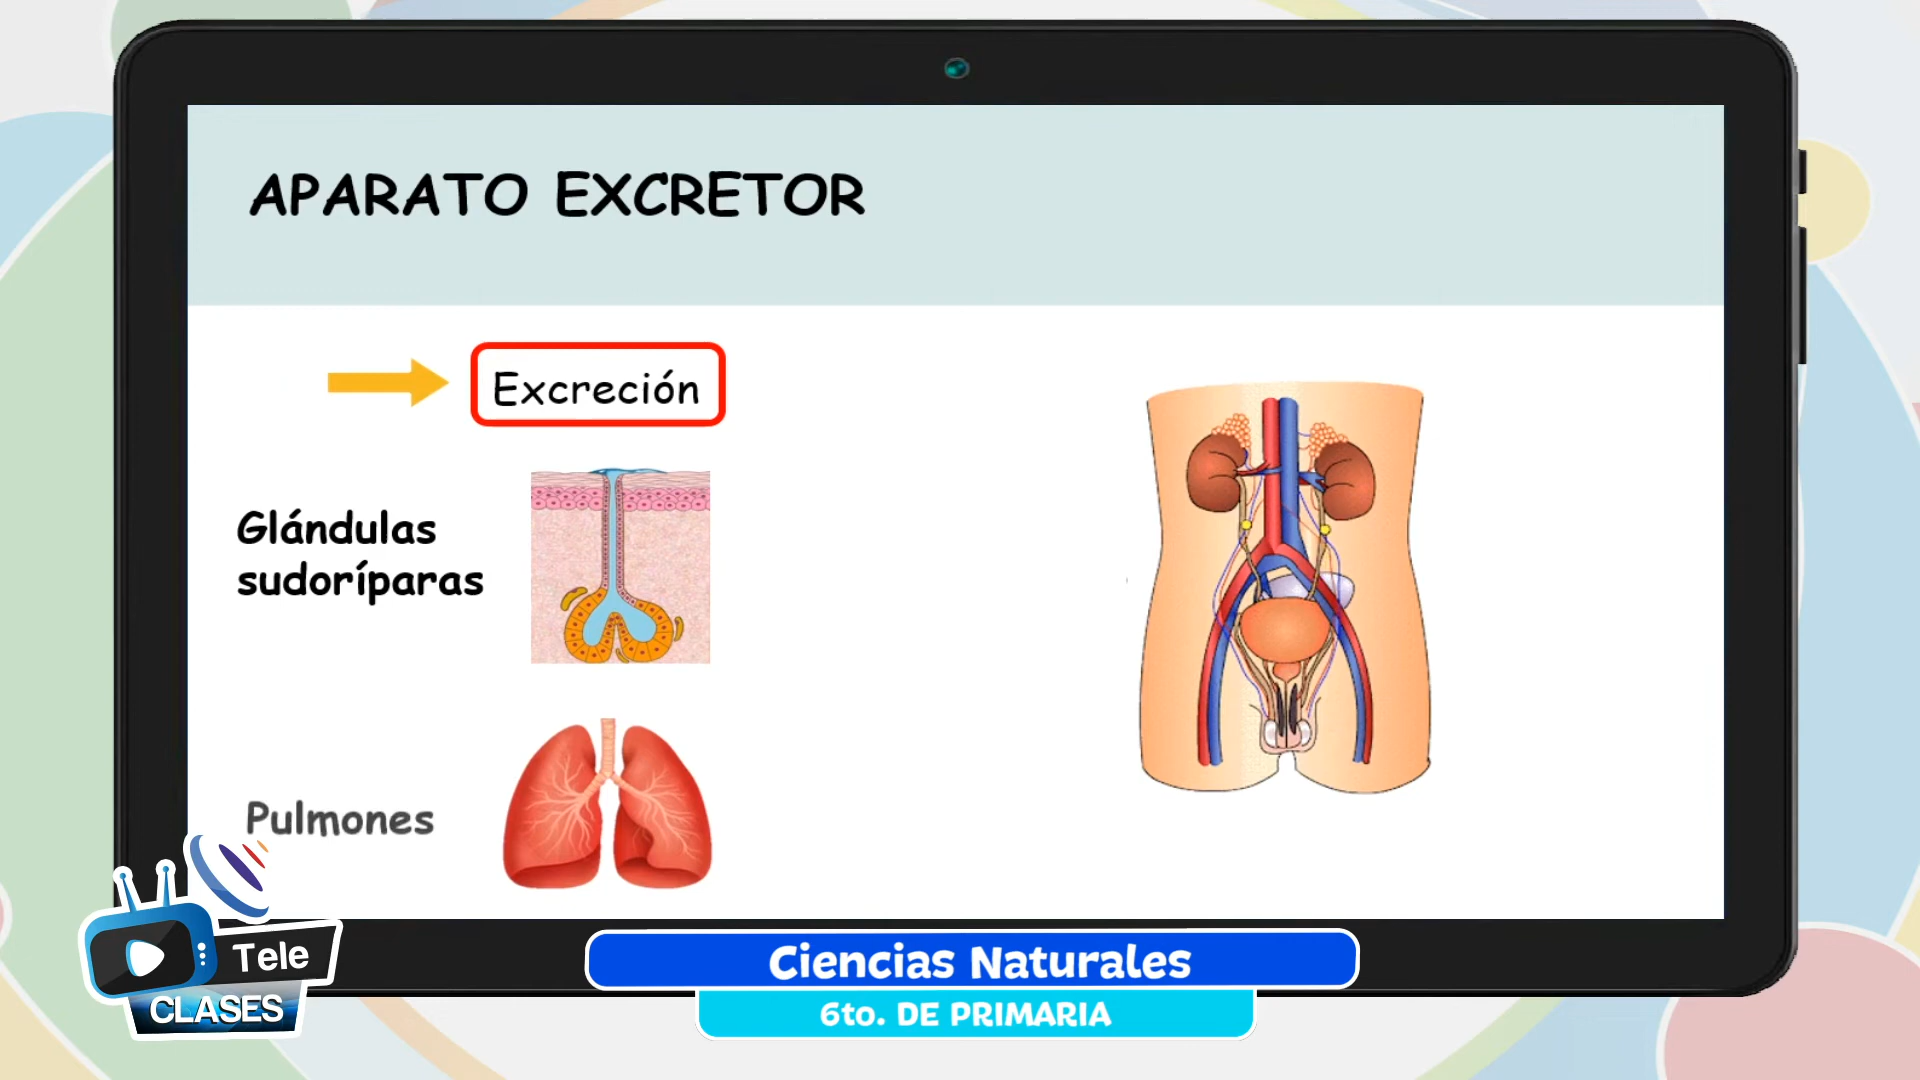 APARATO EXCRETOR
Excreción
Glándulas
sudoríparas
Pulmones
Tele
CLASES
Ciencias Naturales
6to. DE PRIMARIA